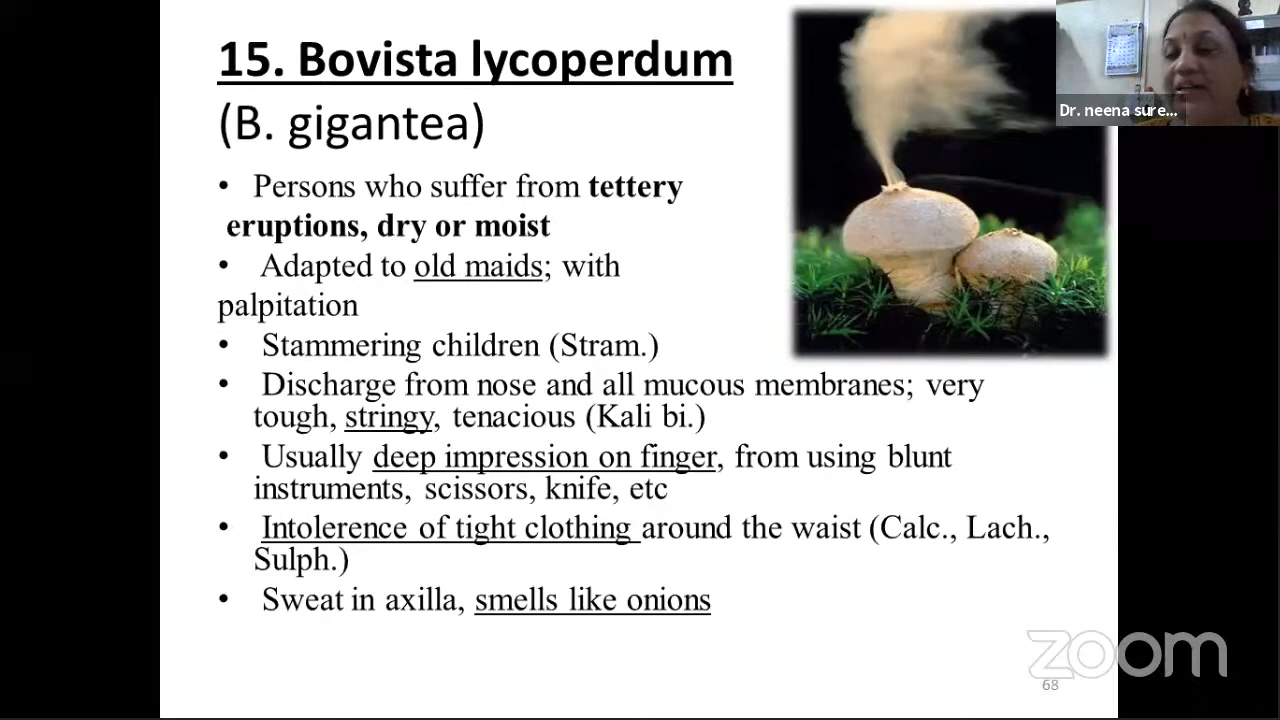 15. Bovista lycoperdum
(B. gigantea)
Dr. neena sure...
• Persons who suffer from tettery
eruptions, dry or moist
• Adapted to old maids; with
palpitation
• Stammering children (Stram.)
• Discharge from nose and all mucous membranes; very
tough, stringy, tenacious (Kali bi.)
• Usually deep impression on finger, from using blunt
instruments, scissors, knife, etc
• Intolerence of tight clothing around the waist (Calc., Lach.,
Sulph.)
• Sweat in axilla, smells like onions
zoom
68